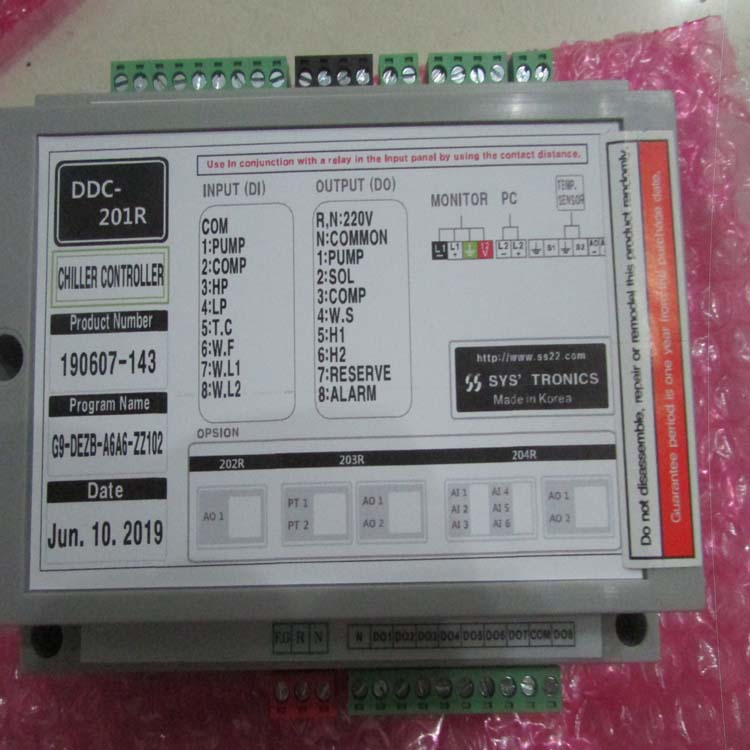 Use In conjunction with a relay in the Input panel by using the contact distance.
DDC-
201R
CHILLER CONTROLLER
Product Number
190607-143
Program Name
G9-DEZB-A6A6-ZZ102
Date
Jun. 10. 2019
INPUT (DI)
COM
1:PUMP
2:COMP
3:HP
4:LP
5:T.C
6:W.F
7:W.L1
8:W.L2
OUTPUT (DO)
R,N:220V
N:COMMON
1:PUMP
2:SOL
3:COMP
4:W.S
5:H1
6:H2
7:RESERVE
8:ALARM
MONITOR PC
TEMP.
SENSOR
L1 L1 L2 L2 S1 S2
http://www.ss22.com
SYS' TRONICS
Made in Korea
OPSION
202R 203R 204R
AO 1
PT 1
PT 2
AO 1
AO 2
AI 1 AI 4
AI 2 AI 5
AI 3 AI 6
AO 1
AO 2
Do not disassemble, repair or remodel this product randomly.
Guarantee period is one year from the purchase date.
F.G R N
N DO1 DO2 DO3 DO4 DO5 DO6 DO7 COM DO8